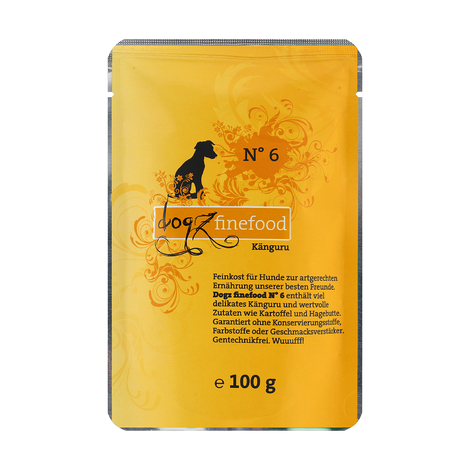 N° 6
dogz finefood
Känguru
Feinkost für Hunde zur artgerechten
Ernährung unserer besten Freunde.
Dogz finefood N° 6 enthält viel
delikates Känguru und wertvolle
Zutaten wie Kartoffel und Hagebutte.
Garantiert ohne Konservierungsstoffe,
Farbstoffe oder Geschmacksverstärker.
Gentechnikfrei. Wuuufff!
℮ 100 g